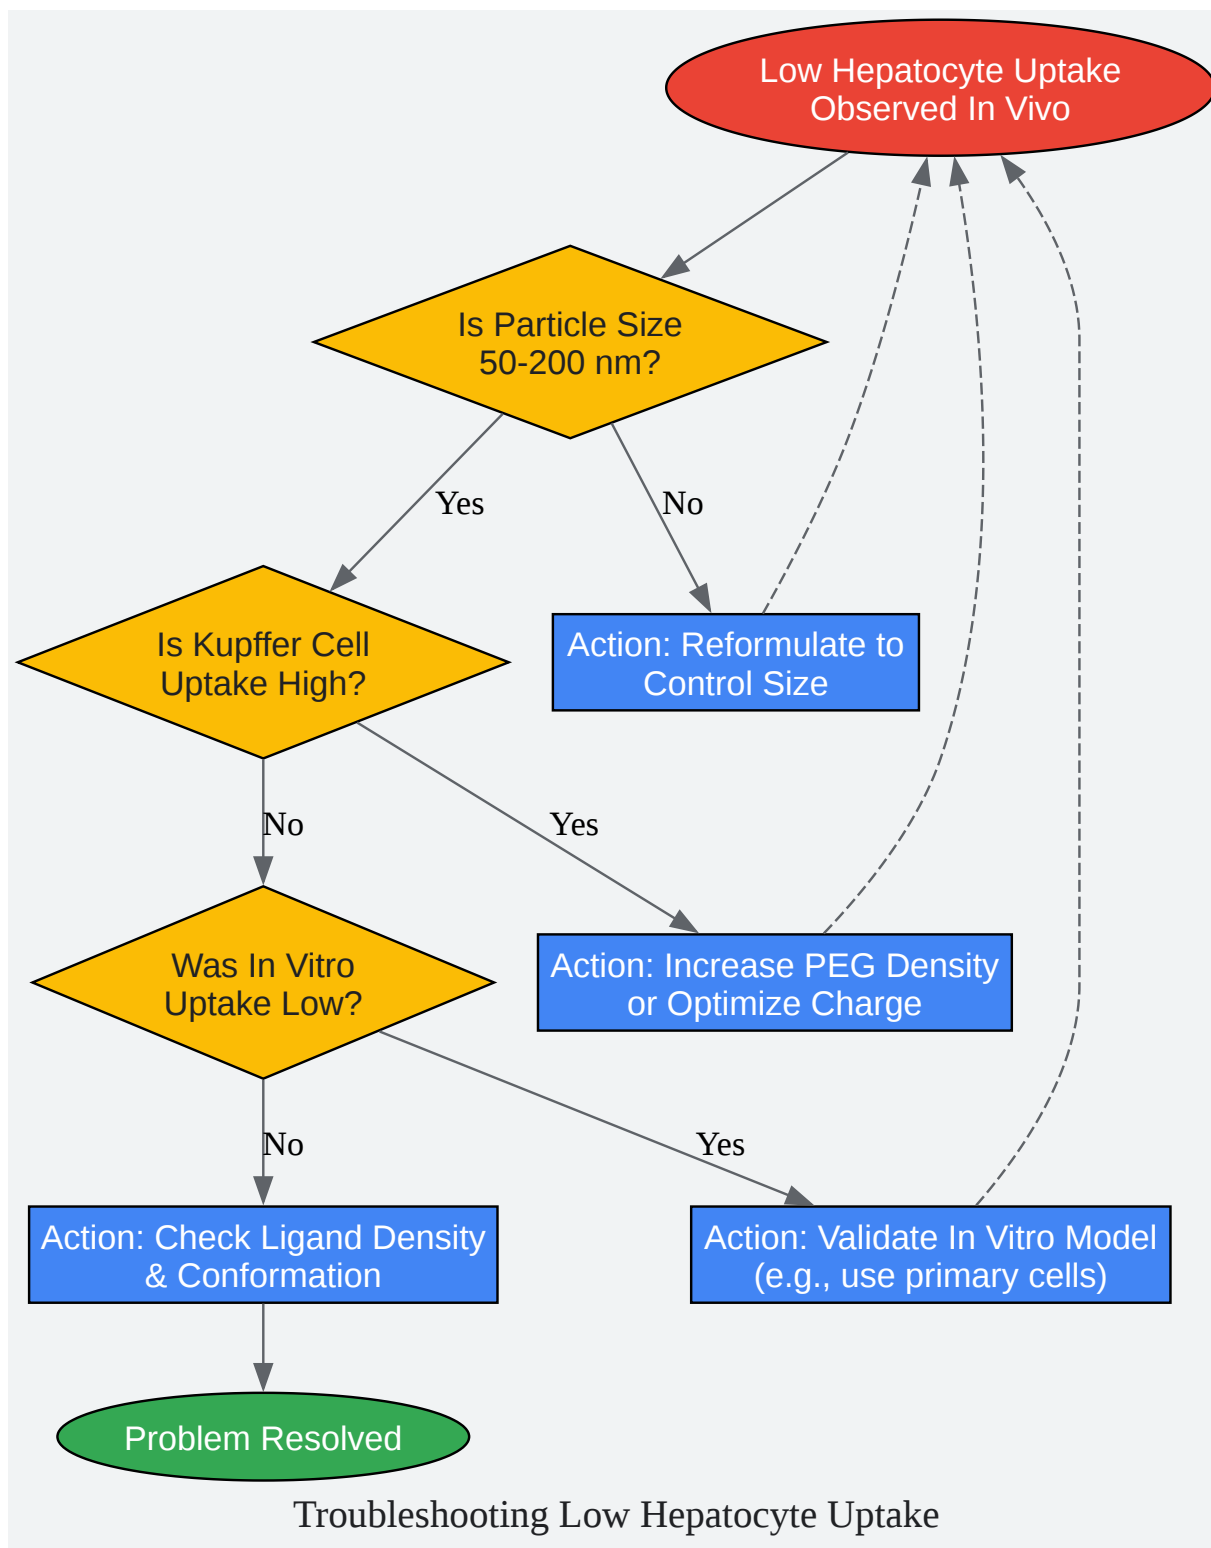 Low Hepatocyte Uptake
Observed In Vivo
Is Particle Size
50-200 nm?
Yes
No
Is Kupffer Cell
Uptake High?
Action: Reformulate to
Control Size
No
Yes
Was In Vitro
Uptake Low?
Action: Increase PEG Density
or Optimize Charge
No
Yes
Action: Check Ligand Density
& Conformation
Action: Validate In Vitro Model
(e.g., use primary cells)
Problem Resolved
Troubleshooting Low Hepatocyte Uptake